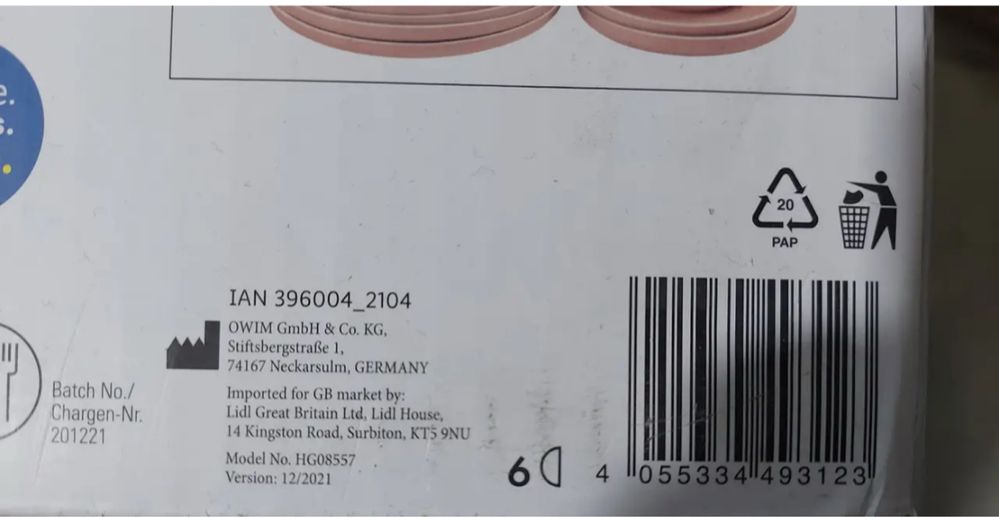 e.
s.
20
PAP
IAN 396004_2104
OWIM GmbH & Co. KG,
Stiftsbergstraße 1,
74167 Neckarsulm, GERMANY
Batch No./
Chargen-Nr.
201221
Imported for GB market by:
Lidl Great Britain Ltd, Lidl House,
14 Kingston Road, Surbiton, KT5 9NU
Model No. HG08557
Version: 12/2021
6
4 055334 493123